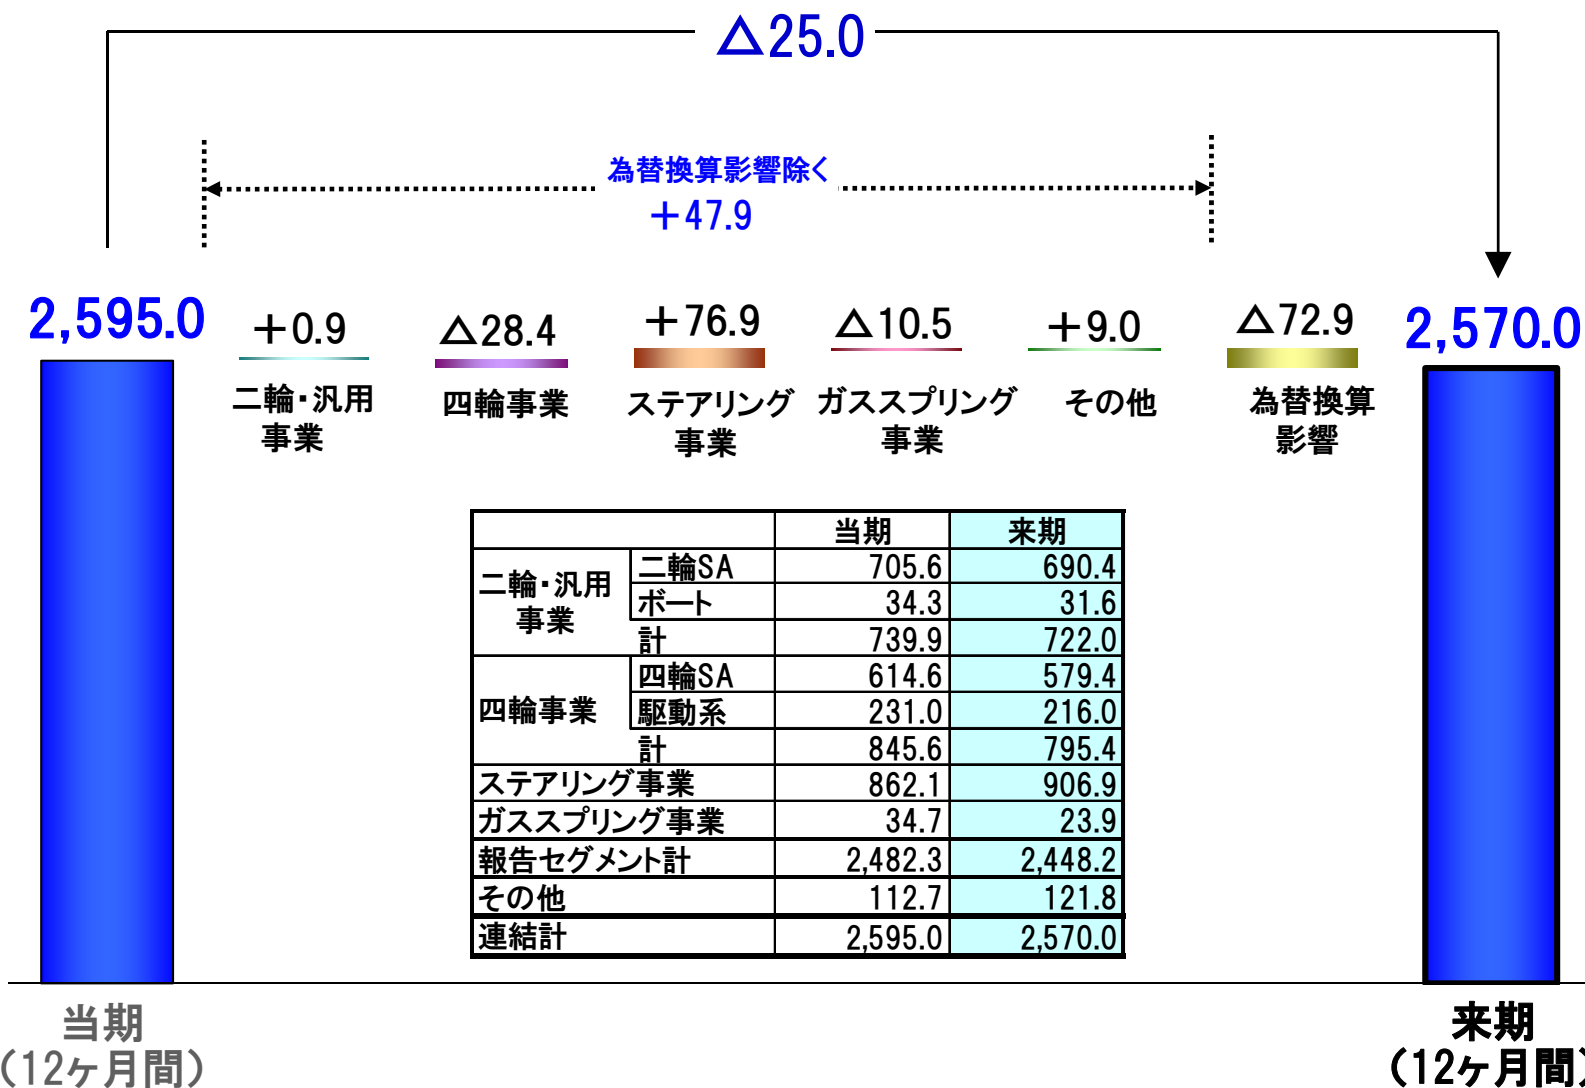 △25.0
為替換算影響除く
＋47.9
2,595.0
＋0.9
△28.4
＋76.9
△10.5
＋9.0
△72.9
2,570.0
二輪・汎用
事業
四輪事業
ステアリング
事業
ガススプリング
事業
その他
為替換算
影響
当期 来期
二輪・汎用
事業
二輪SA 705.6 690.4
ボート 34.3 31.6
計 739.9 722.0
四輪事業
四輪SA 614.6 579.4
駆動系 231.0 216.0
計 845.6 795.4
ステアリング事業 862.1 906.9
ガススプリング事業 34.7 23.9
報告セグメント計 2,482.3 2,448.2
その他 112.7 121.8
連結計 2,595.0 2,570.0
当期
（12ヶ月間）
来期
（12ヶ月間）